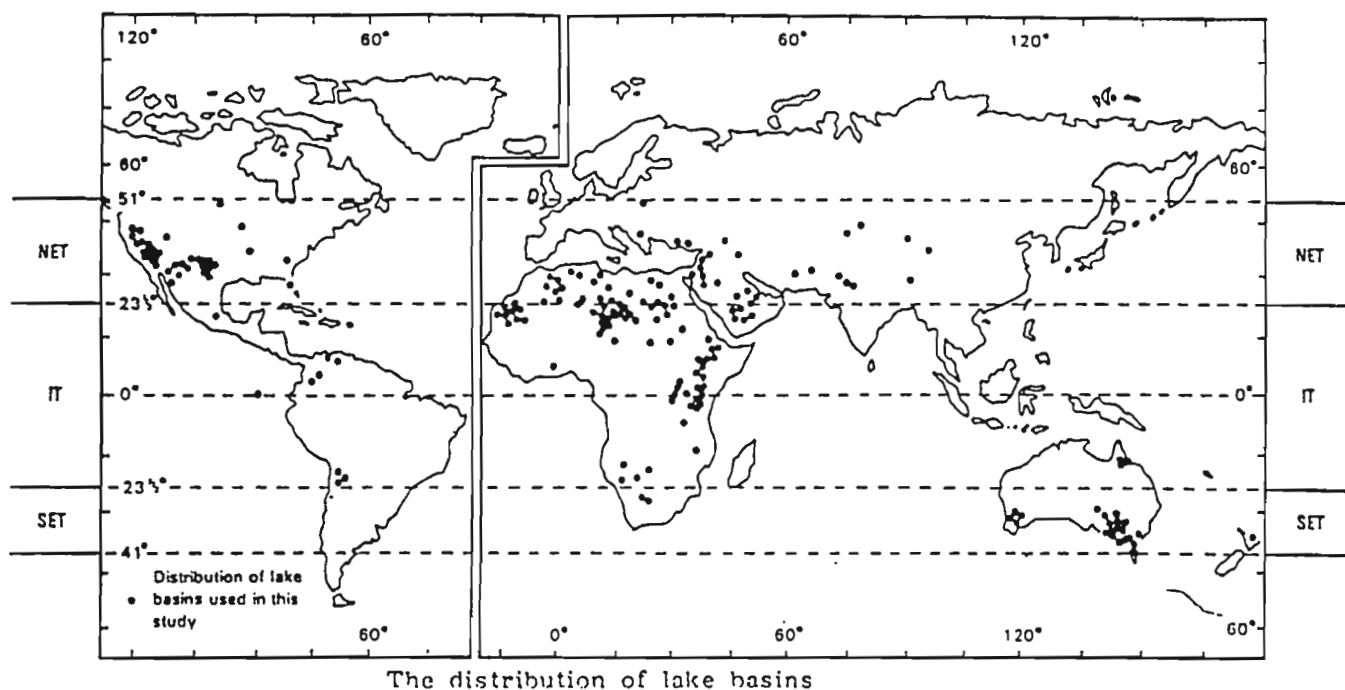 120° 60° 60° 120°
60° 60°
51°
NET NET
23½°
IT 0° 0° IT
23½°
SET SET
41°
Distribution of lake
basins used in this
study
60° 0° 60° 120° 60°
The distribution of lake basins